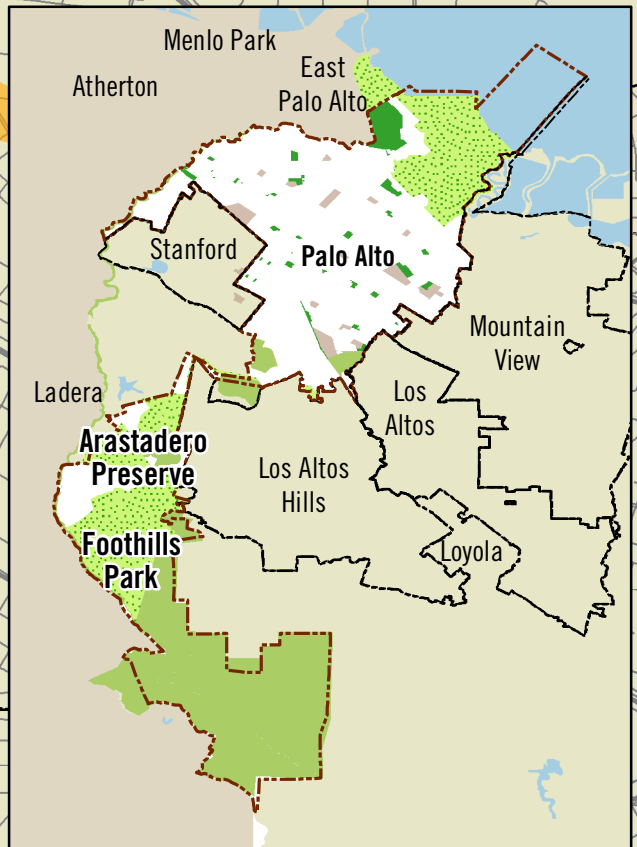 Menlo Park
Atherton
East
Palo Alto
Stanford
Palo Alto
Mountain
View
Ladera
Los
Altos
Arastadero
Preserve
Los Altos
Hills
Foothills
Park
Loyola